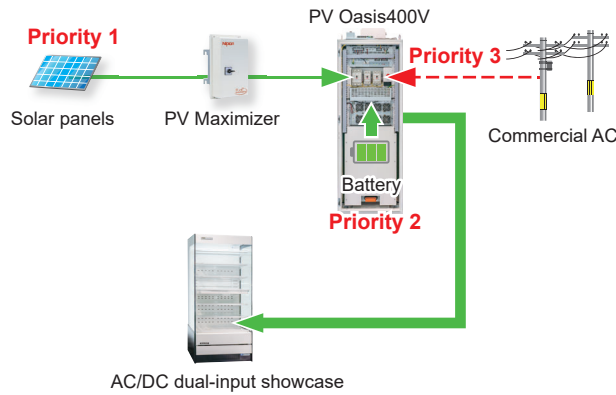 PV Oasis400V
Priority 1
Priority 3
Solar panels
PV Maximizer
Commercial AC
Battery
Priority 2
AC/DC dual-input showcase